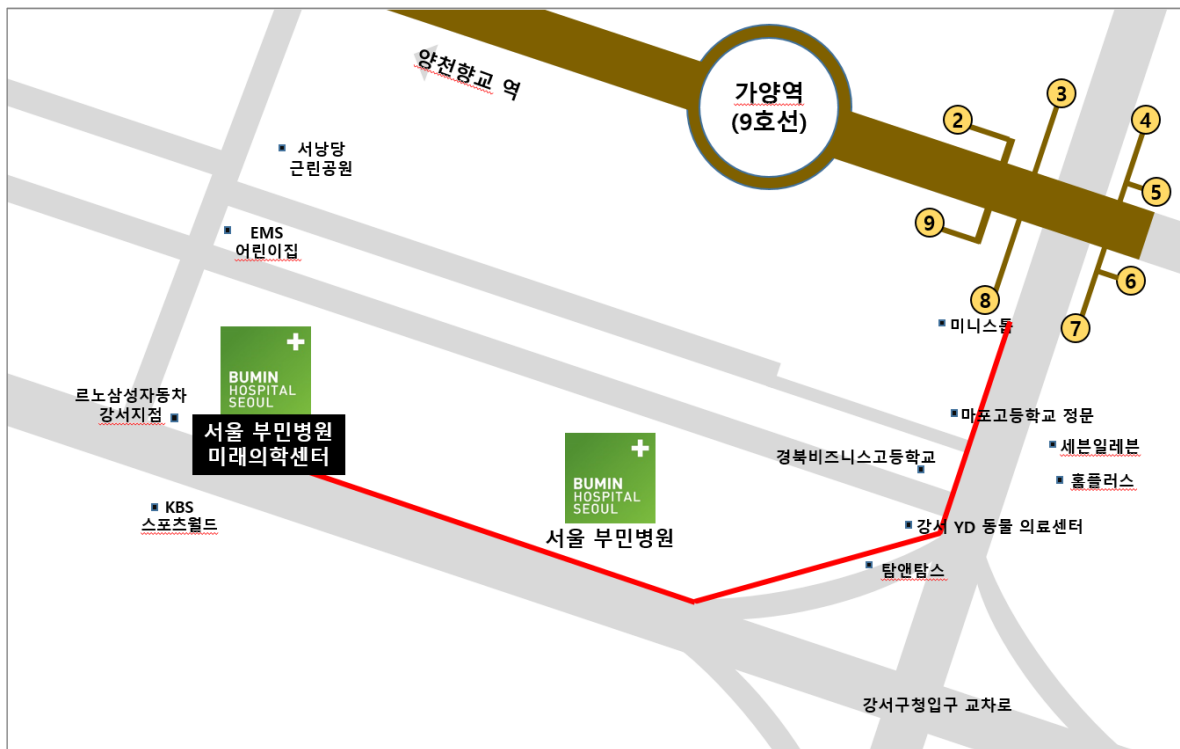 양천향교 역
가양역
(9호선)
2
3
4
5
9
6
8
7
서낭당
근린공원
EMS
어린이집
미니스톱
BUMIN
HOSPITAL
SEOUL
르노삼성자동차
강서지점
서울 부민병원
미래의학센터
마포고등학교 정문
세븐일레븐
경북비즈니스고등학교
홈플러스
BUMIN
HOSPITAL
SEOUL
서울 부민병원
KBS
스포츠월드
강서 YD 동물 의료센터
탐앤탐스
강서구청입구 교차로